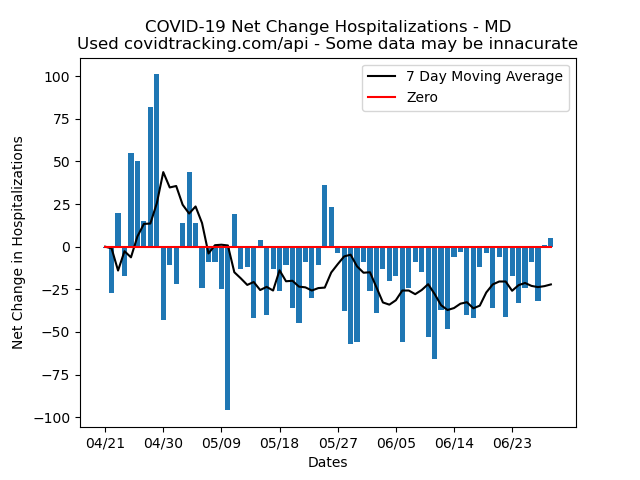 COVID-19 Net Change Hospitalizations - MD
Used covidtracking.com/api - Some data may be innacurate
7 Day Moving Average
Zero
Net Change in Hospitalizations
100
75
50
25
0
−25
−50
−75
−100
04/21 04/30 05/09 05/18 05/27 06/05 06/14 06/23
Dates